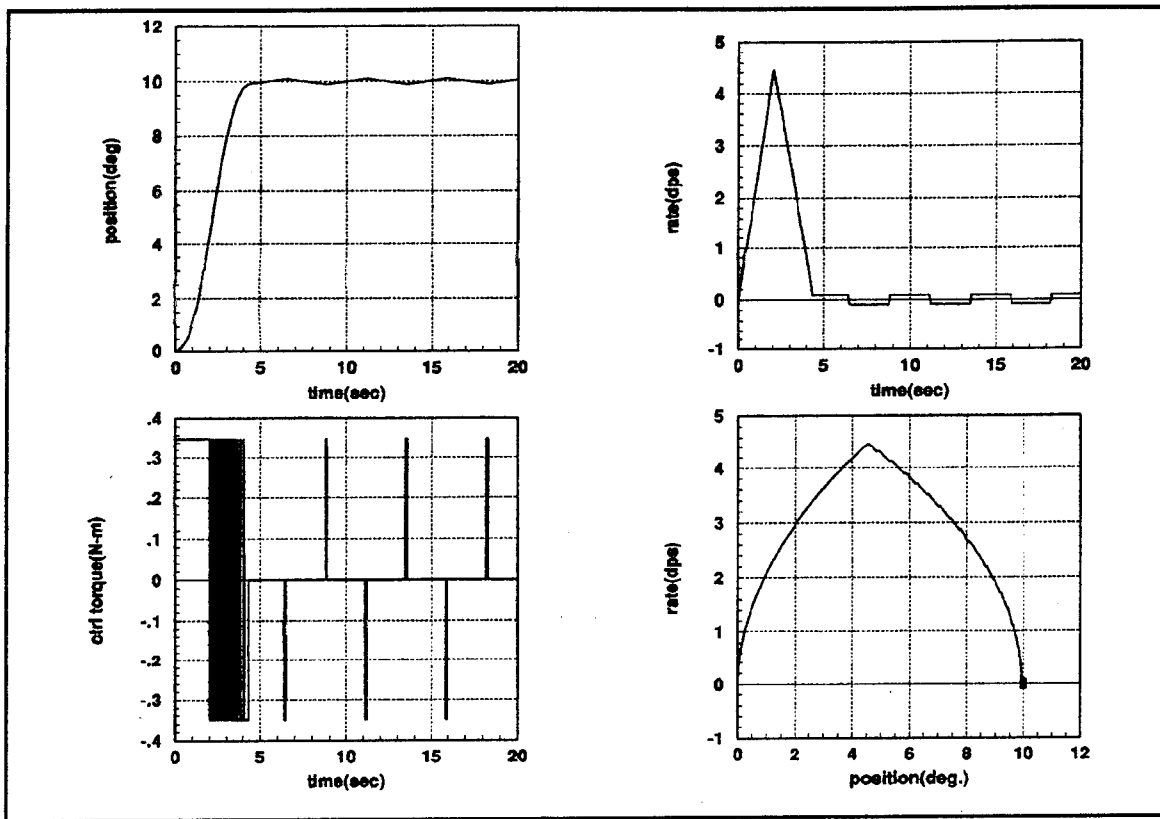 12
10
8
6
4
2
0
position(deg)
0 5 10 15 20
time(sec)
5
4
3
2
1
0
-1
rate(dps)
0 5 10 15 20
time(sec)
.4
.3
.2
.1
0
-.1
-.2
-.3
-.4
ctrl torque(N-m)
0 5 10 15 20
time(sec)
5
4
3
2
1
0
-1
rate(dps)
0 2 4 6 8 10 12
position(deg.)